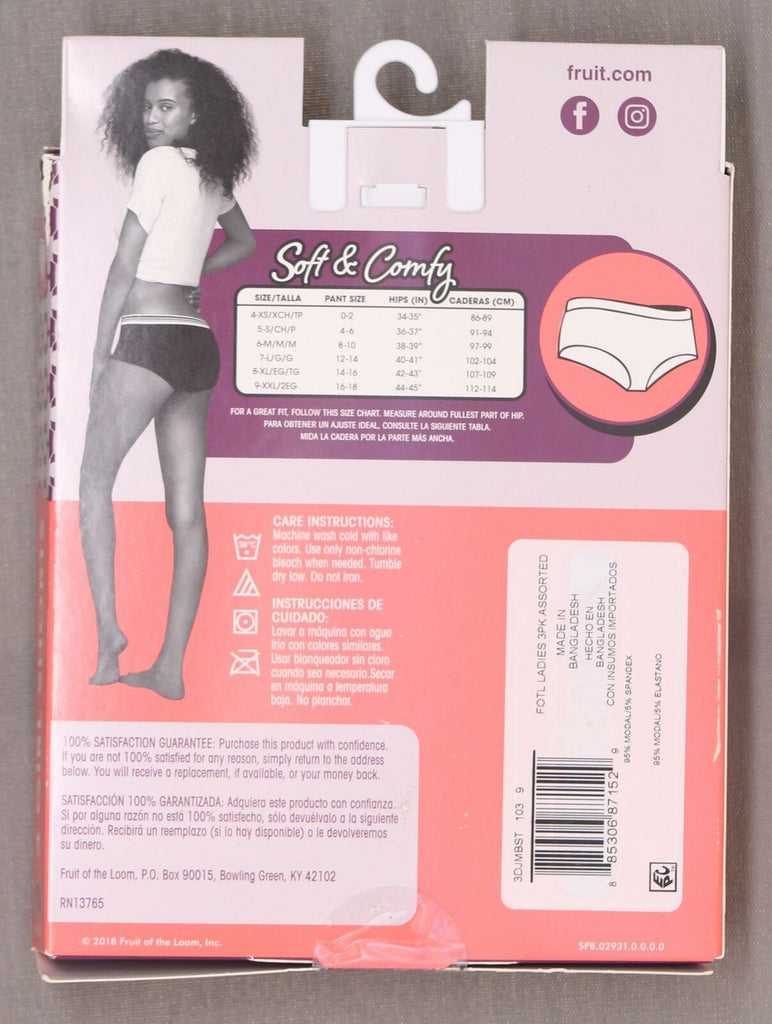 fruit.com
Soft & Comfy
SIZE/TALLA PANT SIZE HIPS (IN) CADERAS (CM)
4-XS/XCH/TP 0-2 34-35" 86-89
5-S/CH/P 4-6 36-37" 91-94
6-M/M/M 8-10 38-39" 97-99
7-L/G/G 12-14 40-41" 102-104
8-XL/EG/TG 14-16 42-43" 107-109
9-XXL/2EG 16-18 44-45" 112-114
FOR A GREAT FIT, FOLLOW THIS SIZE CHART. MEASURE AROUND FULLEST PART OF HIP.
PARA OBTENER UN AJUSTE IDEAL, CONSULTE LA SIGUIENTE TABLA.
MIDA LA CADERA POR LA PARTE MÁS ANCHA.
30°C
CARE INSTRUCTIONS:
Machine wash cold with like
colors. Use only non-chlorine
bleach when needed. Tumble
dry low. Do not iron.
INSTRUCCIONES DE
CUIDADO:
Lavar a máquina con agua
fría con colores similares.
Usar blanqueador sin cloro
cuando sea necesario.Secar
en máquina a temperatura
baja. No planchar.
FOTL LADIES 3PK ASSORTED
MADE IN
BANGLADESH
HECHO EN
BANGLADESH
CON INSUMOS IMPORTADOS
95% MODAL/5% SPANDEX
95% MODAL/5% ELASTANO
3DJMBST 103 9
8 85306 87152 9
100% SATISFACTION GUARANTEE: Purchase this product with confidence.
If you are not 100% satisfied for any reason, simply return to the address
below. You will receive a replacement, if available, or your money back.
SATISFACCIÓN 100% GARANTIZADA: Adquiera este producto con confianza.
Si por alguna razón no está 100% satisfecho, sólo devuélvalo a la siguiente
dirección. Recibirá un reemplazo (si lo hay disponible) o le devolveremos
su dinero.
Fruit of the Loom, P.O. Box 90015, Bowling Green, KY 42102
RN13765
© 2018 Fruit of the Loom, Inc.
SPB.02931.0.0.0.0